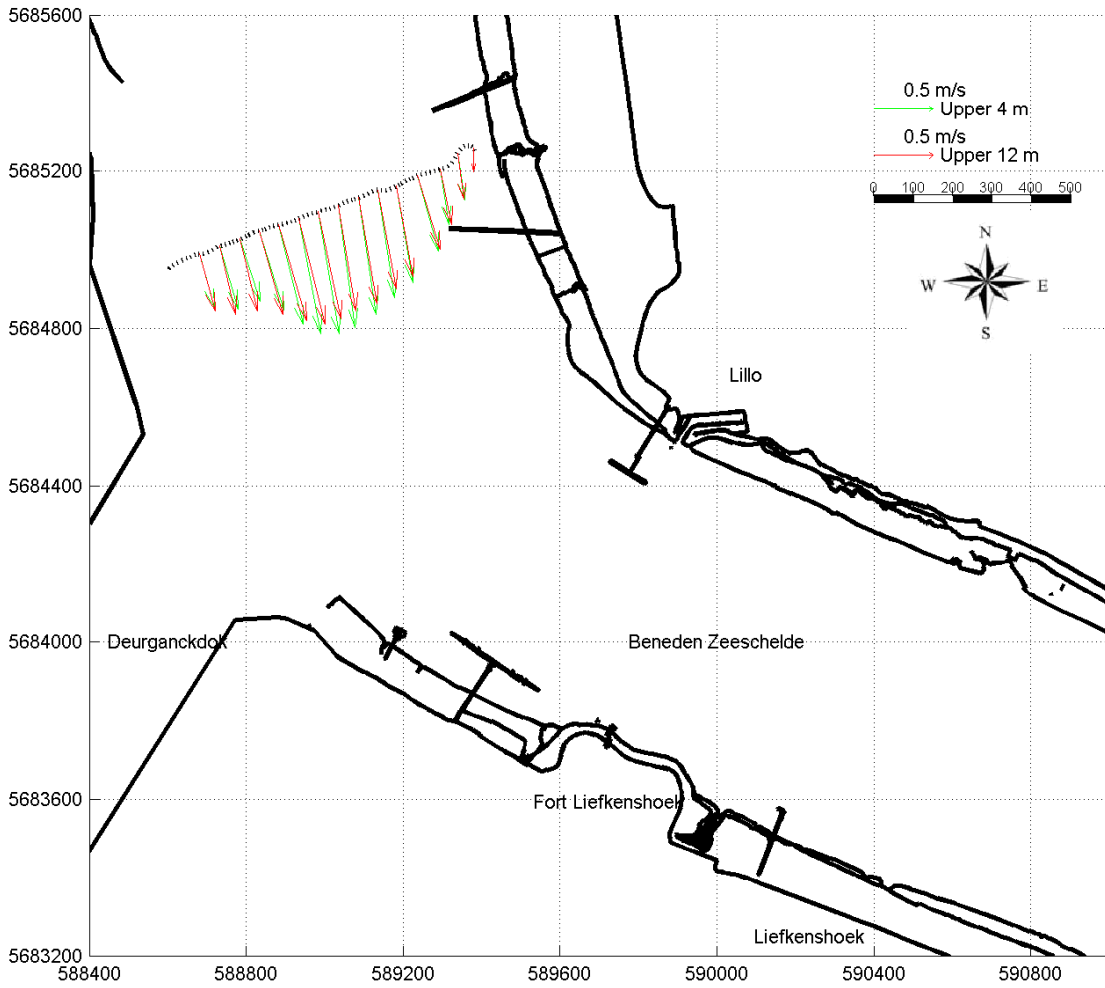 5685600
0.5 m/s
Upper 4 m
0.5 m/s
Upper 12 m
5685200
0 100 200 300 400 500
N
W E
S
5684800
Lillo
5684400
5684000
Deurganckdok
Beneden Zeeschelde
5683600
Fort Liefkenshoek
Liefkenshoek
5683200
588400 588800 589200 589600 590000 590400 590800